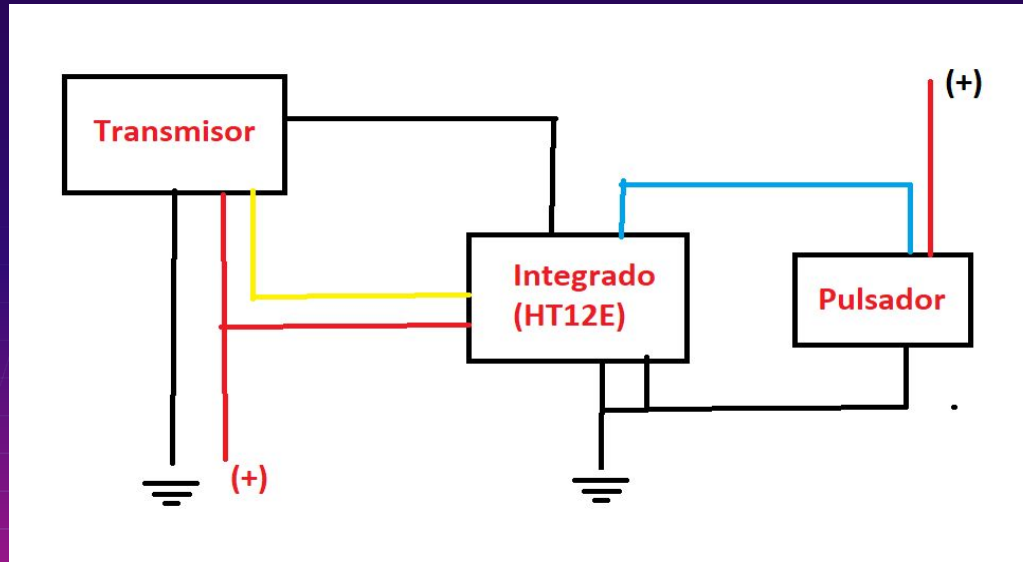 (+)
Transmisor
Integrado
(HT12E)
Pulsador
(+)